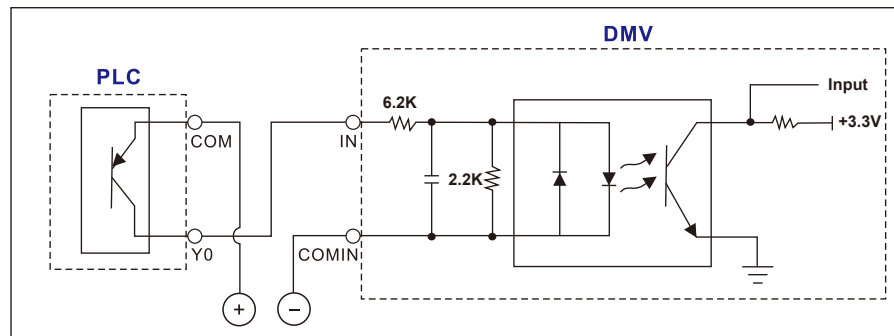 DMV
PLC
6.2K
Input
+3.3V
COM
IN
2.2K
Y0
COMIN
+
−